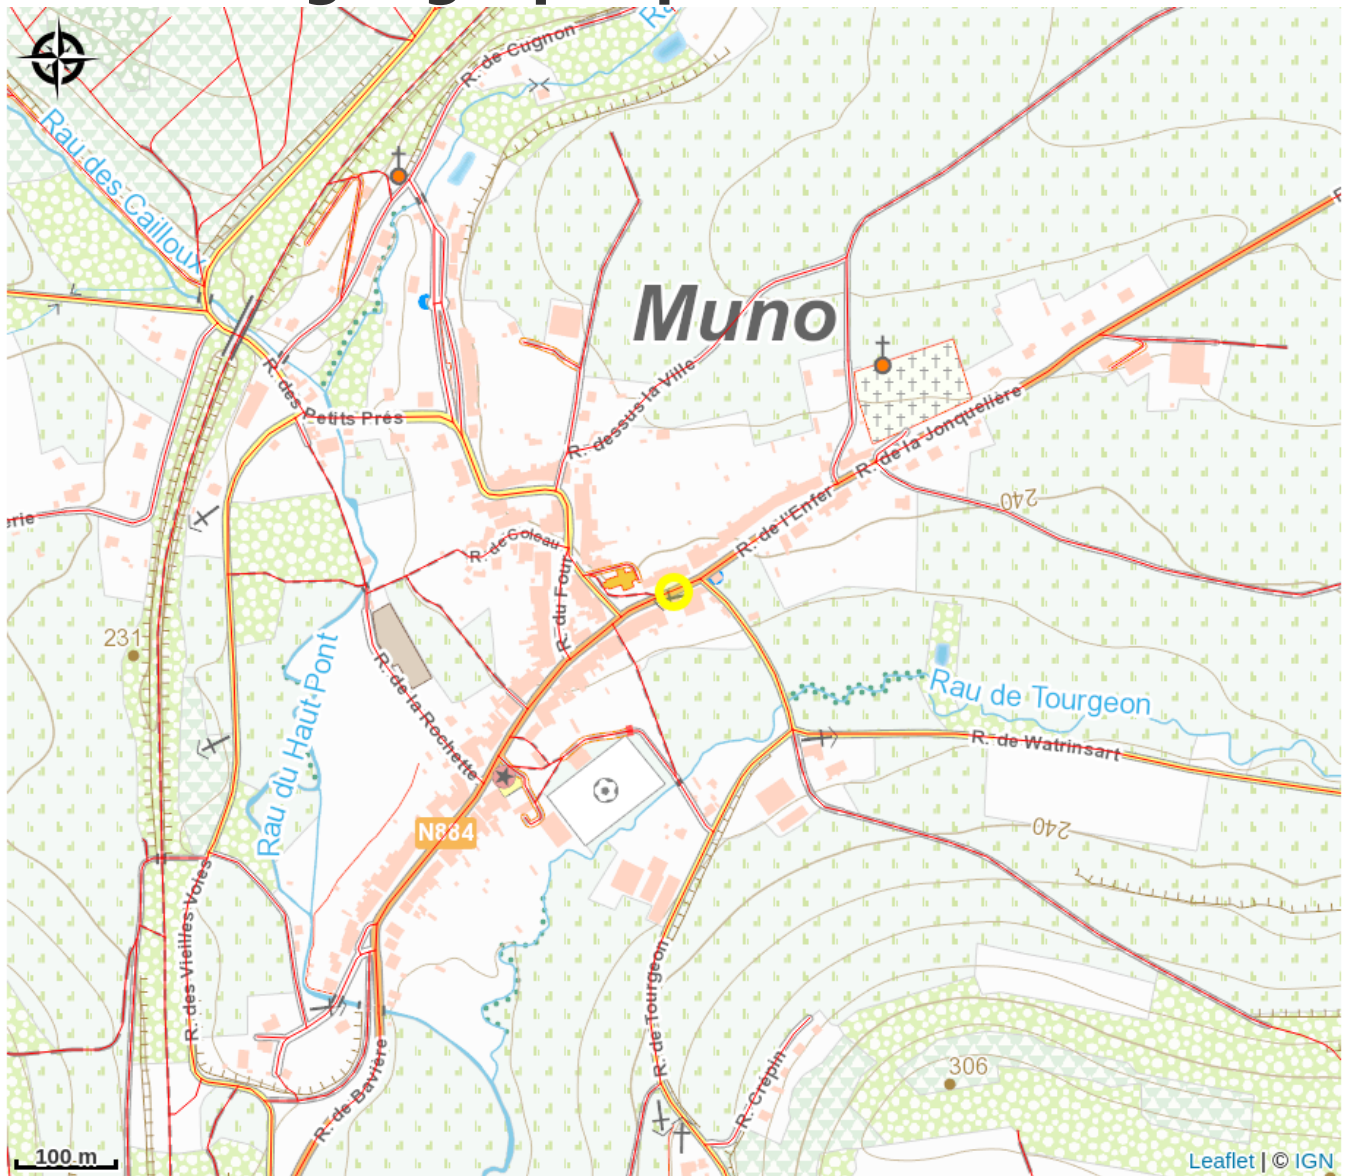 R. de Cugnon
Rau des Cailloux
Muno
R. des Petits Prés
R. dessus la Ville
R. de la Jonquelière
R. de l'Enfer
240
erie
R. de Coleau
R. du Four
231
R. de la Rochette
Rau du Haut-Pont
Rau de Tourgeon
R. de Watrinsart
N884
240
R. des Vieilles Voies
R. de Tourgeon
R. de Bavière
R. Crépin
306
100 m
Leaflet | © IGN